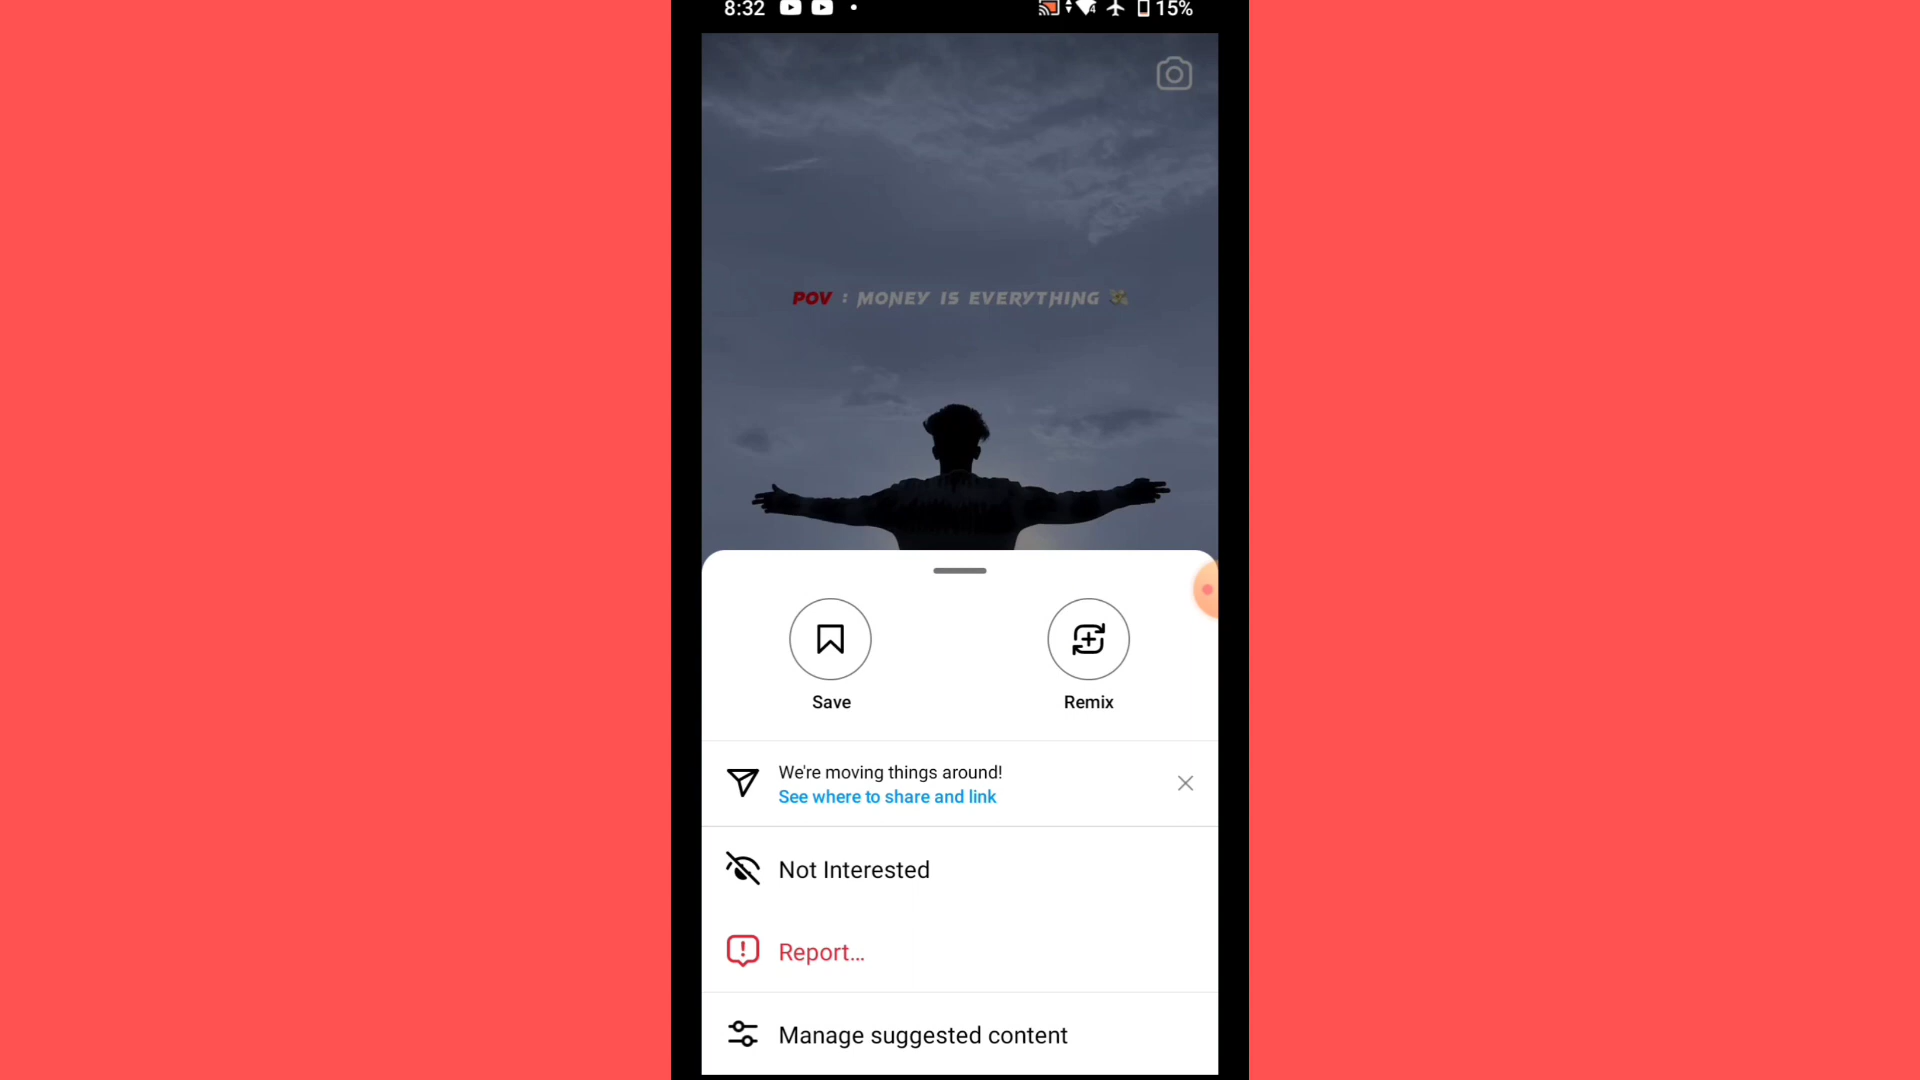 8:32
4
15%
POV : MONEY IS EVERYTHING 💸
Save
Remix
We're moving things around!
See where to share and link
Not Interested
Report...
Manage suggested content